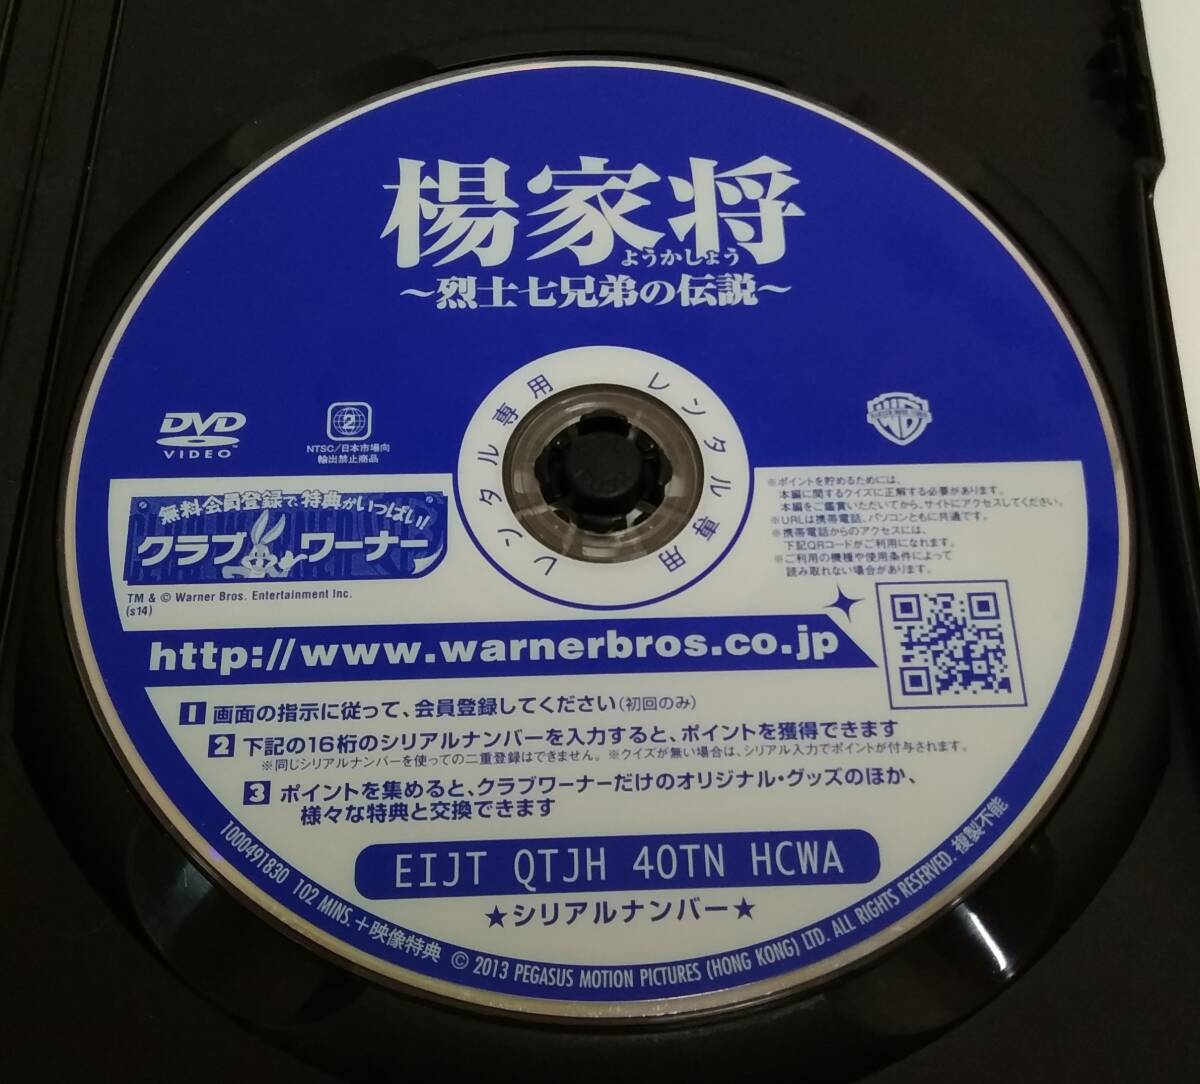 楊家将
ようかしょう
～烈士七兄弟の伝説～
レンタル専用
レンタル専用
DVD
VIDEO
2
NTSC／日本市場向
輸出禁止商品
無料会員登録で、特典がいっぱい！
クラブワーナー
TM & © Warner Bros. Entertainment Inc.
(s14)
※ポイントを貯めるためには、
本編に関するクイズに正解する必要があります。
本編をご鑑賞いただいてから、サイトにアクセスしてください。
※URLは携帯電話、パソコンともに共通です。
※携帯電話からのアクセスには、
下記QRコードがご利用になれます。
※ご利用の機種や使用条件によって
読み取れない場合があります。
http://www.warnerbros.co.jp
1 画面の指示に従って、会員登録してください（初回のみ）
2 下記の16桁のシリアルナンバーを入力すると、ポイントを獲得できます
※同じシリアルナンバーを使っての二重登録はできません。※クイズが無い場合は、シリアル入力でポイントが付与されます。
3 ポイントを集めると、クラブワーナーだけのオリジナル・グッズのほか、
様々な特典と交換できます
EIJT QTJH 4OTN HCWA
★シリアルナンバー★
1000491830 102 MINS.＋映像特典 © 2013 PEGASUS MOTION PICTURES (HONG KONG) LTD. ALL RIGHTS RESERVED. 複製不能